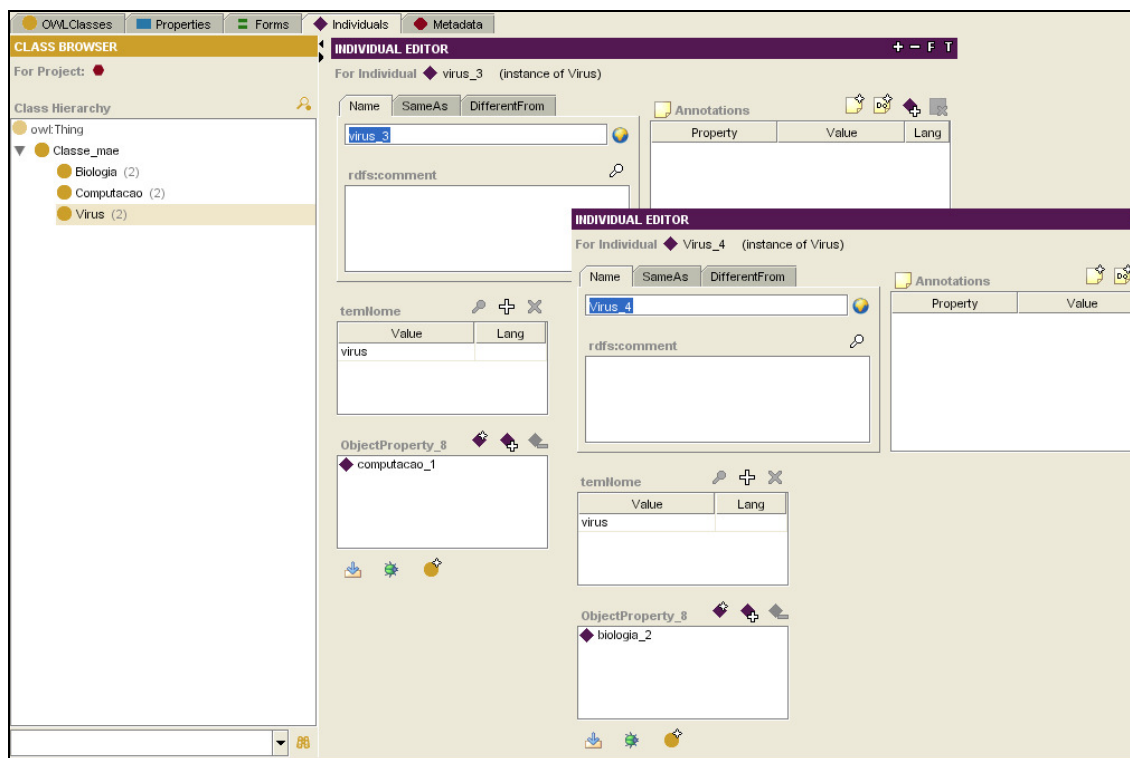 OWLClasses Properties Forms Individuals Metadata
CLASS BROWSER
For Project:
Class Hierarchy
owl:Thing
Classe_mae
Biologia (2)
Computacao (2)
Virus (2)
INDIVIDUAL EDITOR + − F T
For Individual virus_3 (instance of Virus)
Name SameAs DifferentFrom
virus_3
rdfs:comment
Annotations
Property Value Lang
temNome
Value Lang
virus
ObjectProperty_8
computacao_1
INDIVIDUAL EDITOR
For Individual Virus_4 (instance of Virus)
Name SameAs DifferentFrom
Virus_4
rdfs:comment
Annotations
Property Value
temNome
Value Lang
virus
ObjectProperty_8
biologia_2